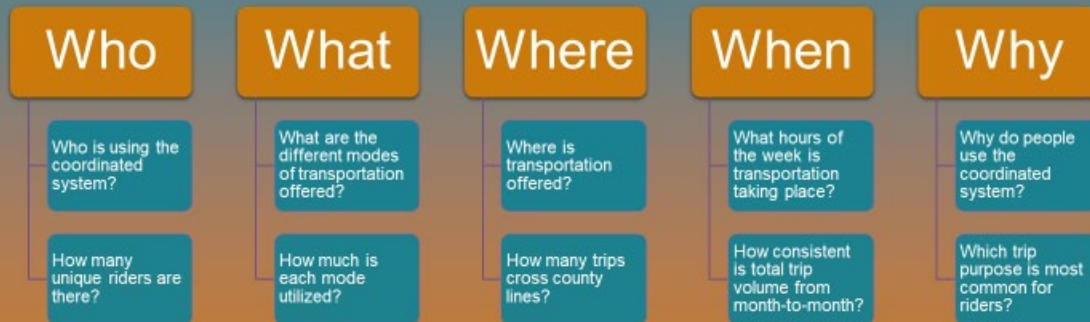 Who
Who is using the
coordinated
system?
How many
unique riders are
there?
What
What are the
different modes
of transportation
offered?
How much is
each mode
utilized?
Where
Where is
transportation
offered?
How many trips
cross county
lines?
When
What hours of
the week is
transportation
taking place?
How consistent
is total trip
volume from
month-to-month?
Why
Why do people
use the
coordinated
system?
Which trip
purpose is most
common for
riders?